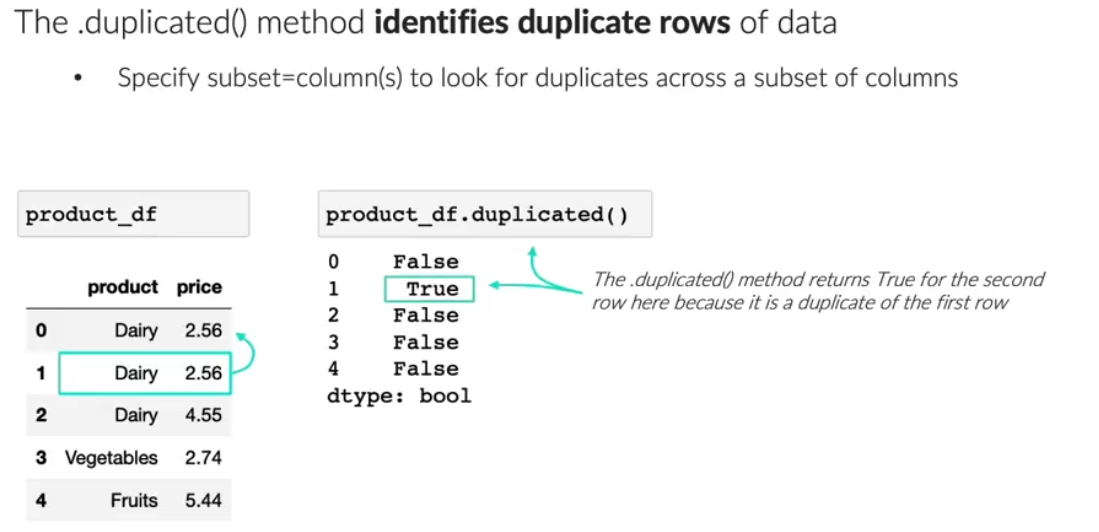 The .duplicated() method identifies duplicate rows of data
• Specify subset=column(s) to look for duplicates across a subset of columns
product_df
product price
0 Dairy 2.56
1 Dairy 2.56
2 Dairy 4.55
3 Vegetables 2.74
4 Fruits 5.44
product_df.duplicated()
0 False
1 True
2 False
3 False
4 False
dtype: bool
The .duplicated() method returns True for the second
row here because it is a duplicate of the first row